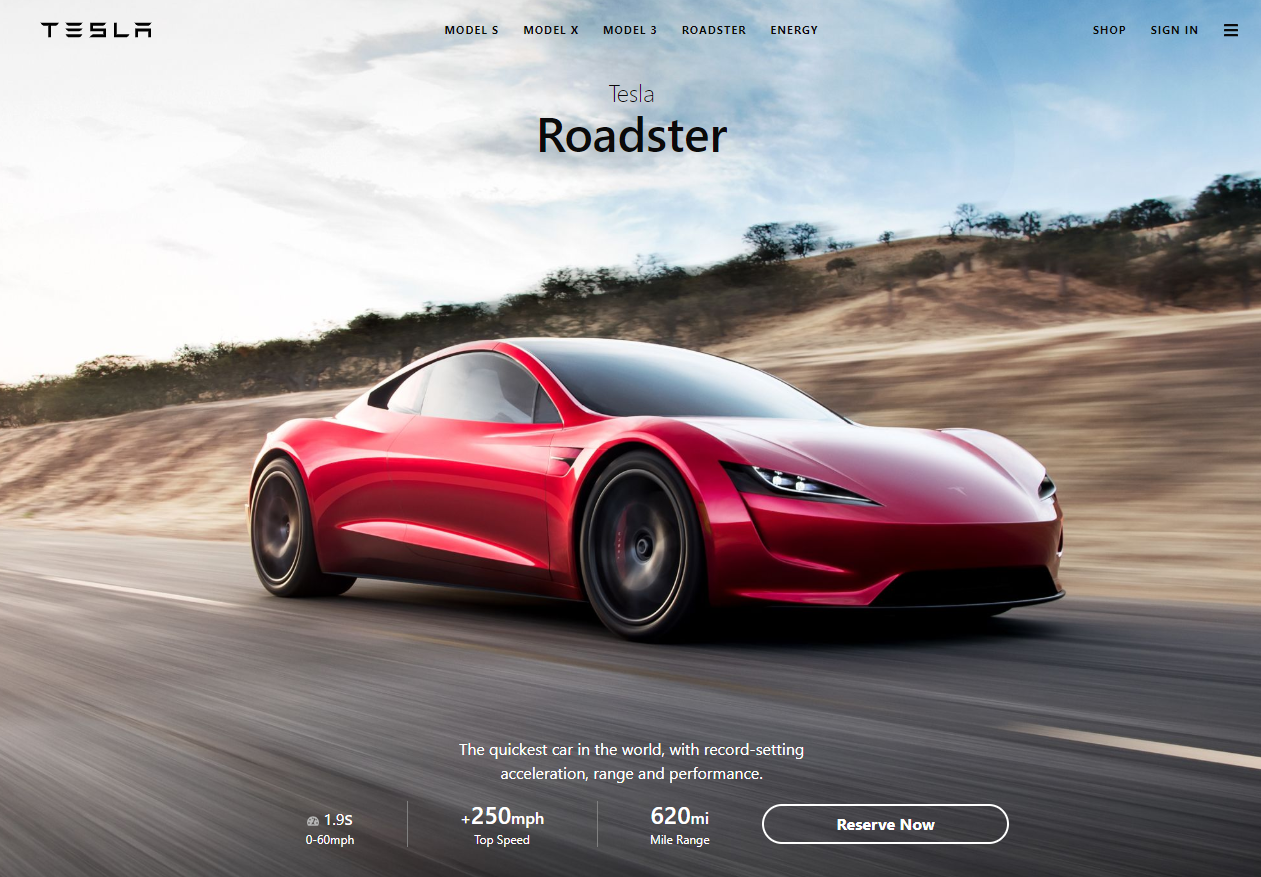 TESLA
MODEL S MODEL X MODEL 3 ROADSTER ENERGY
SHOP SIGN IN
Tesla
Roadster
The quickest car in the world, with record-setting
acceleration, range and performance.
1.9s +250mph 620mi
0-60mph Top Speed Mile Range
Reserve Now